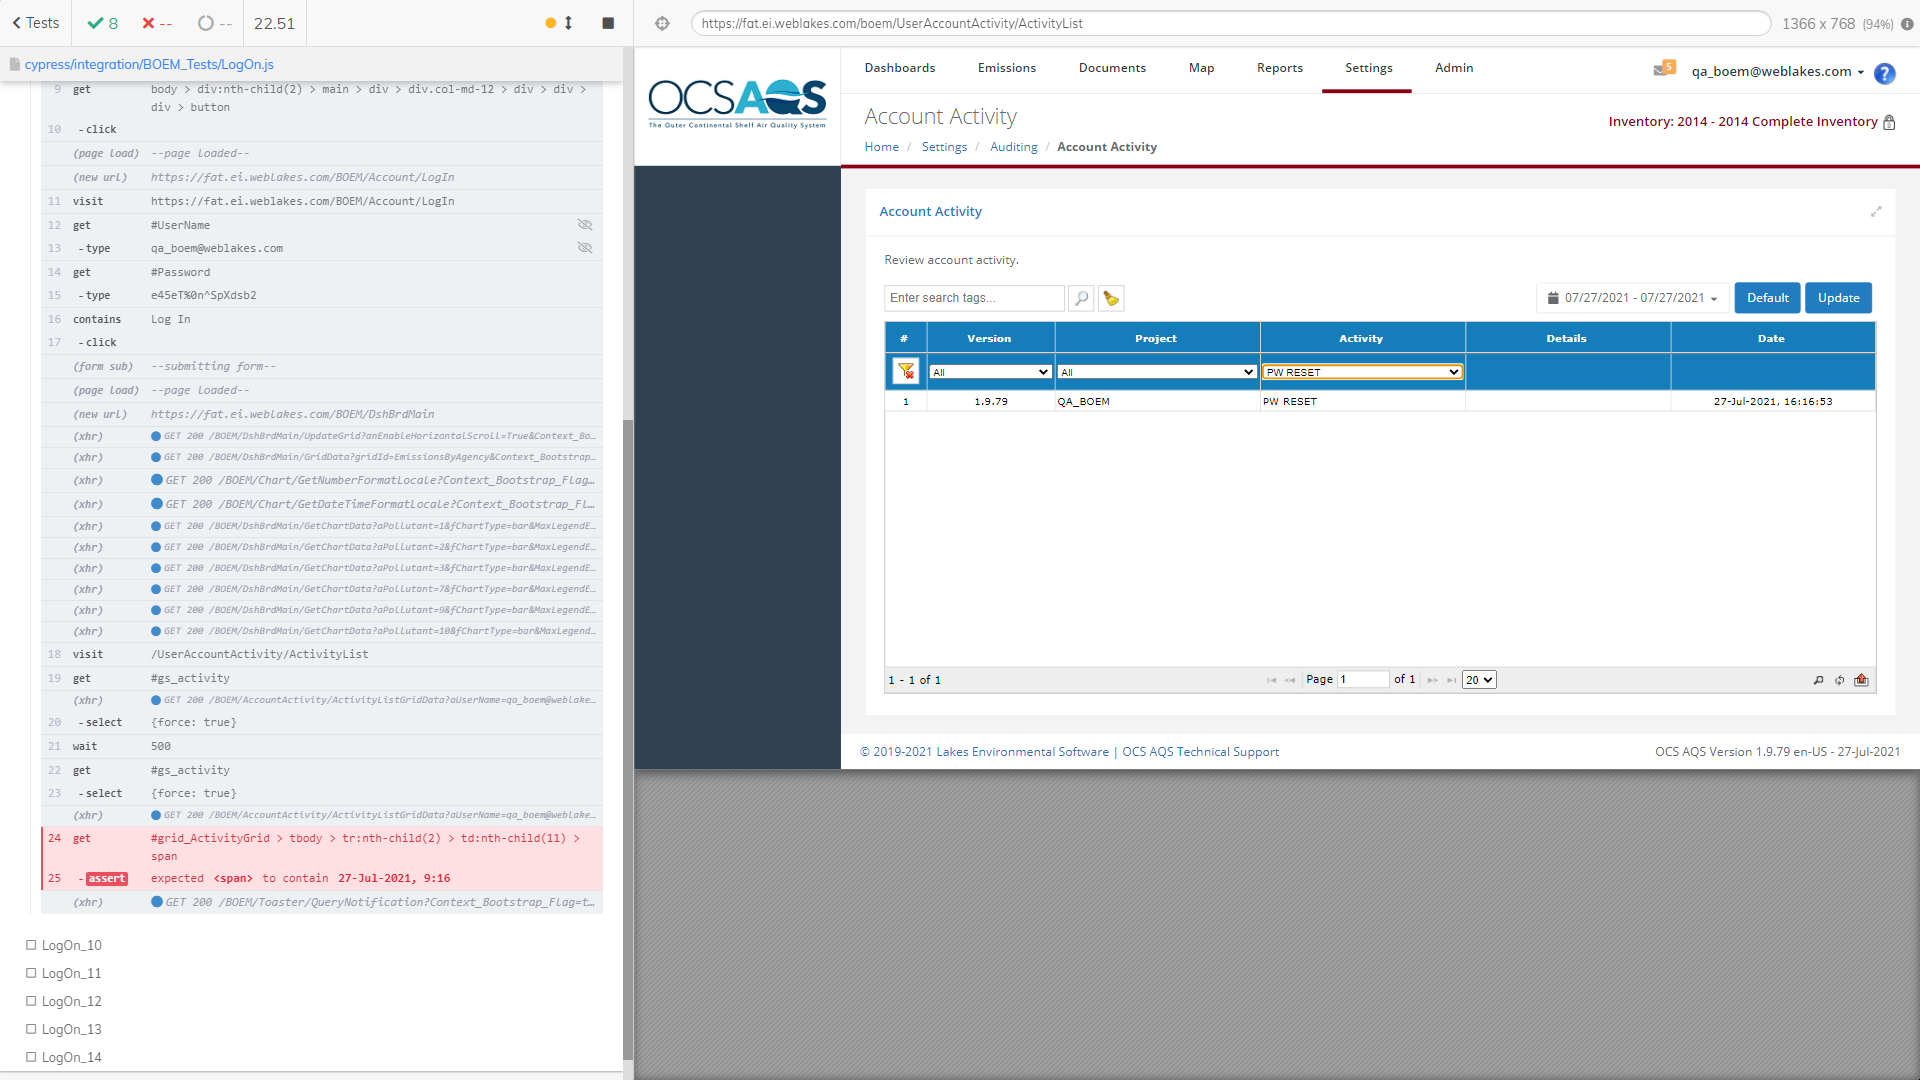 Tests
8
--
--
22.51
cypress/integration/BOEM_Tests/LogOn.js
9 get body > div:nth-child(2) > main > div > div.col-md-12 > div > div >
div > button
10 -click
(page load) --page loaded--
(new url) https://fat.ei.weblakes.com/BOEM/Account/LogIn
11 visit https://fat.ei.weblakes.com/BOEM/Account/LogIn
12 get #UserName
13 -type qa_boem@weblakes.com
14 get #Password
15 -type e45eT%0n^SpXdsb2
16 contains Log In
17 -click
(form sub) --submitting form--
(page load) --page loaded--
(new url) https://fat.ei.weblakes.com/BOEM/DshBrdMain
(xhr) GET 200 /BOEM/DshBrdMain/UpdateGrid?anEnableHorizontalScroll=True&Context_Bo...
(xhr) GET 200 /BOEM/DshBrdMain/GridData?gridId=EmissionsByAgency&Context_Bootstrap...
(xhr) GET 200 /BOEM/Chart/GetNumberFormatLocale?Context_Bootstrap_Flag...
(xhr) GET 200 /BOEM/Chart/GetDateTimeFormatLocale?Context_Bootstrap_Fl...
(xhr) GET 200 /BOEM/DshBrdMain/GetChartData?aPollutant=1&fChartType=bar&MaxLegendE...
(xhr) GET 200 /BOEM/DshBrdMain/GetChartData?aPollutant=2&fChartType=bar&MaxLegendE...
(xhr) GET 200 /BOEM/DshBrdMain/GetChartData?aPollutant=3&fChartType=bar&MaxLegendE...
(xhr) GET 200 /BOEM/DshBrdMain/GetChartData?aPollutant=7&fChartType=bar&MaxLegendE...
(xhr) GET 200 /BOEM/DshBrdMain/GetChartData?aPollutant=9&fChartType=bar&MaxLegendE...
(xhr) GET 200 /BOEM/DshBrdMain/GetChartData?aPollutant=10&fChartType=bar&MaxLegend...
18 visit /UserAccountActivity/ActivityList
19 get #gs_activity
(xhr) GET 200 /BOEM/AccountActivity/ActivityListGridData?aUserName=qa_boem@weblake...
20 -select {force: true}
21 wait 500
22 get #gs_activity
23 -select {force: true}
(xhr) GET 200 /BOEM/AccountActivity/ActivityListGridData?aUserName=qa_boem@weblake...
24 get #grid_ActivityGrid > tbody > tr:nth-child(2) > td:nth-child(11) >
span
25 -assert expected <span> to contain 27-Jul-2021, 9:16
(xhr) GET 200 /BOEM/Toaster/QueryNotification?Context_Bootstrap_Flag=t...
LogOn_10
LogOn_11
LogOn_12
LogOn_13
LogOn_14
https://fat.ei.weblakes.com/boem/UserAccountActivity/ActivityList
1366 x 768 (94%)
OCSAQS
The Outer Continental Shelf Air Quality System
Dashboards Emissions Documents Map Reports Settings Admin
5
qa_boem@weblakes.com
?
Account Activity
Inventory: 2014 - 2014 Complete Inventory
Home / Settings / Auditing / Account Activity
Account Activity
Review account activity.
Enter search tags...
07/27/2021 - 07/27/2021
Default
Update
# Version Project Activity Details Date
All All PW RESET
1 1.9.79 QA_BOEM PW RESET 27-Jul-2021, 16:16:53
1 - 1 of 1
Page 1 of 1
20
© 2019-2021 Lakes Environmental Software | OCS AQS Technical Support
OCS AQS Version 1.9.79 en-US - 27-Jul-2021